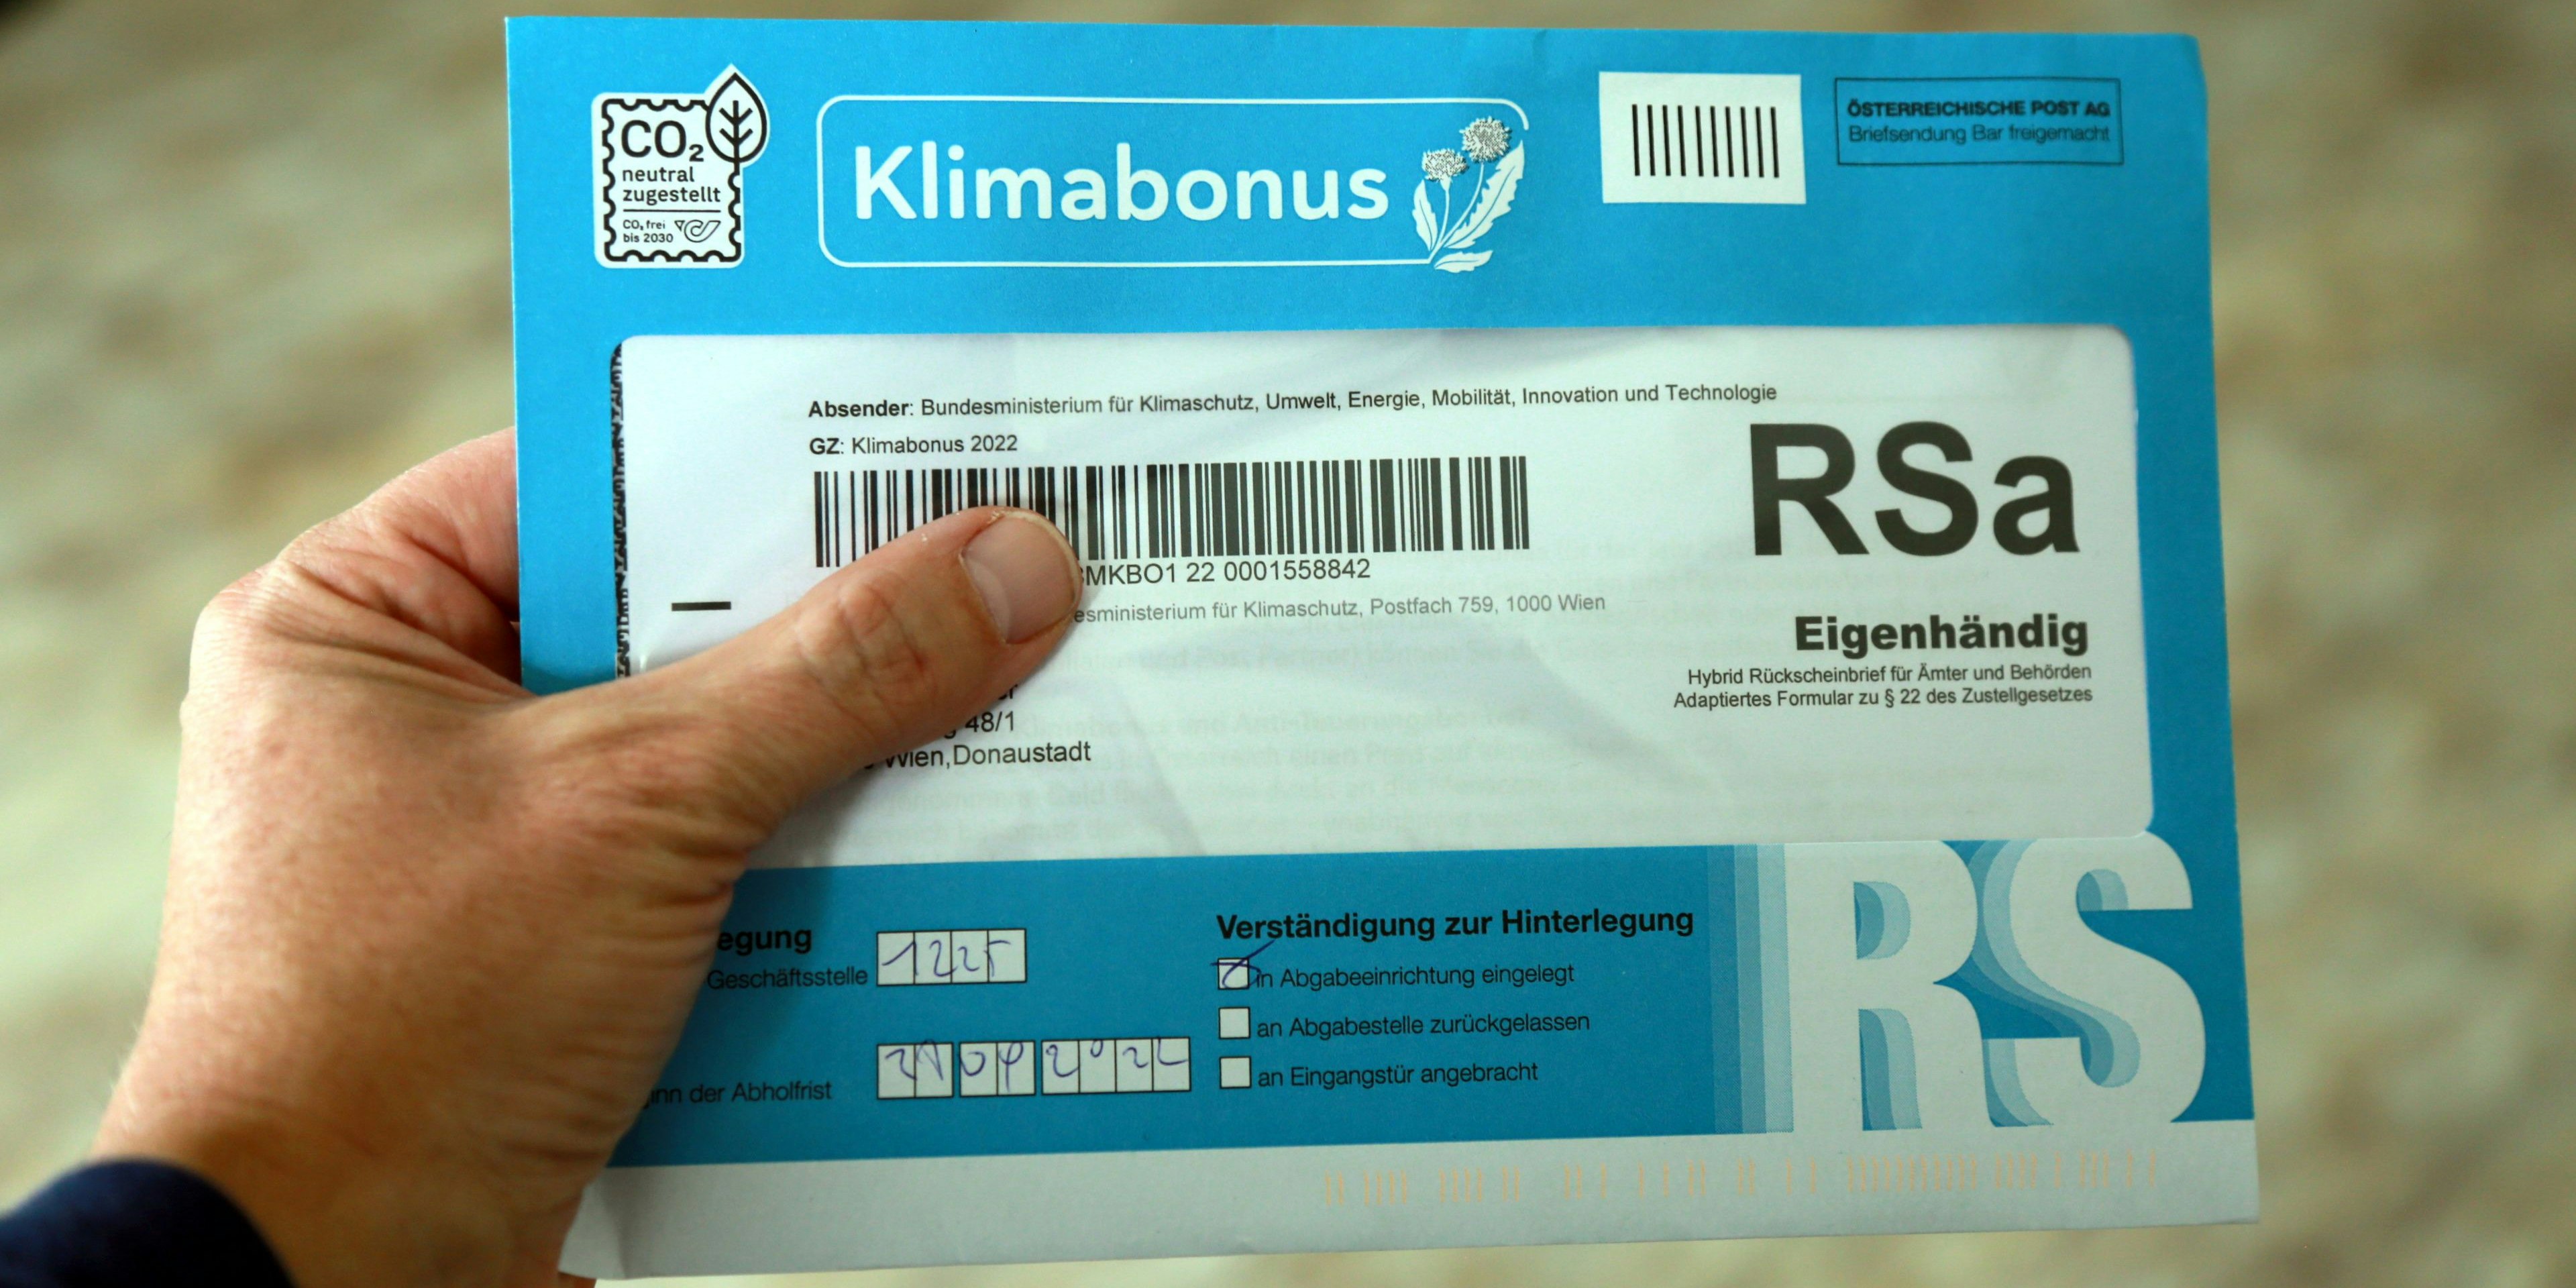 CO₂
neutral
zugestellt
CO₂ frei
bis 2030
Klimabonus
ÖSTERREICHISCHE POST AG
Briefsendung Bar freigemacht
Absender: Bundesministerium für Klimaschutz, Umwelt, Energie, Mobilität, Innovation und Technologie
GZ: Klimabonus 2022
RSa
MKBO1 22 0001558842
esministerium für Klimaschutz, Postfach 759, 1000 Wien
Eigenhändig
Hybrid Rückscheinbrief für Ämter und Behörden
Adaptiertes Formular zu § 22 des Zustellgesetzes
48/1
Wien,Donaustadt
egung
Geschäftsstelle 1225
inn der Abholfrist
2022
Verständigung zur Hinterlegung
in Abgabeeinrichtung eingelegt
an Abgabestelle zurückgelassen
an Eingangstür angebracht
RS